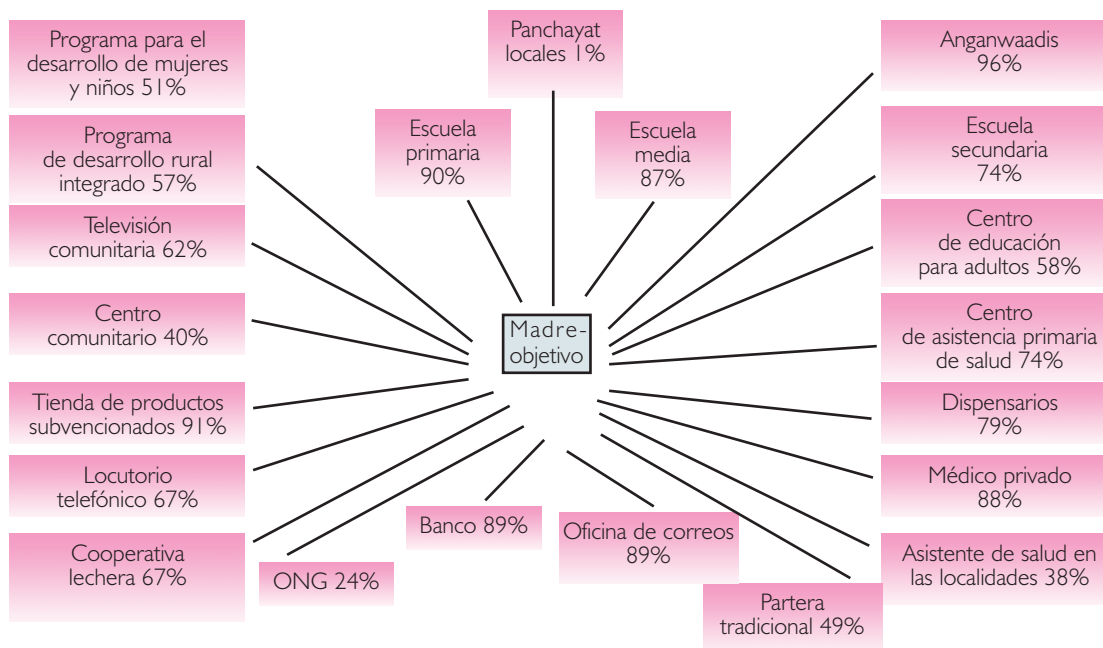 Programa para el
desarrollo de mujeres
y niños 51%
Programa
de desarrollo rural
integrado 57%
Televisión
comunitaria 62%
Centro
comunitario 40%
Tienda de productos
subvencionados 91%
Locutorio
telefónico 67%
Cooperativa
lechera 67%
Panchayat
locales 1%
Escuela
primaria
90%
Escuela
media
87%
Madre-
objetivo
Banco 89%
ONG 24%
Oficina de correos
89%
Partera
tradicional 49%
Anganwaadis
96%
Escuela
secundaria
74%
Centro
de educación
para adultos 58%
Centro
de asistencia primaria
de salud 74%
Dispensarios
79%
Médico privado
88%
Asistente de salud en
las localidades 38%